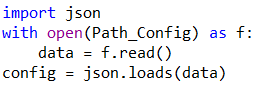 import json
with open(Path_Config) as f:
    data = f.read()
config = json.loads(data)